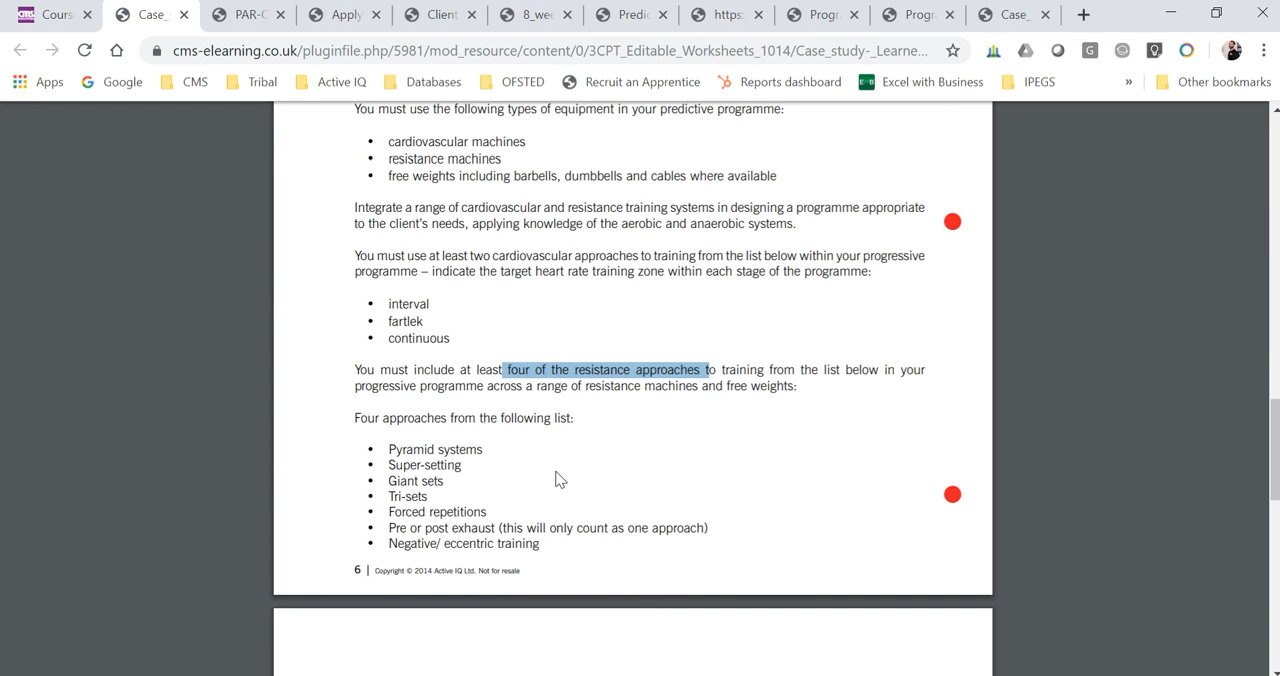 Cours
Case_
PAR-C
Apply
Client
8_wee
Predic
https:
Progr
Progr
Case_
cms-elearning.co.uk/pluginfile.php/5981/mod_resource/content/0/3CPT_Editable_Worksheets_1014/Case_study-_Learne...
G
Apps
Google
CMS
Tribal
Active IQ
Databases
OFSTED
Recruit an Apprentice
Reports dashboard
Excel with Business
IPEGS
»
Other bookmarks
You must use the following types of equipment in your predictive programme:
• cardiovascular machines
• resistance machines
• free weights including barbells, dumbbells and cables where available
Integrate a range of cardiovascular and resistance training systems in designing a programme appropriate
to the client's needs, applying knowledge of the aerobic and anaerobic systems.
You must use at least two cardiovascular approaches to training from the list below within your progressive
programme – indicate the target heart rate training zone within each stage of the programme:
• interval
• fartlek
• continuous
You must include at least four of the resistance approaches to training from the list below in your
progressive programme across a range of resistance machines and free weights:
Four approaches from the following list:
• Pyramid systems
• Super-setting
• Giant sets
• Tri-sets
• Forced repetitions
• Pre or post exhaust (this will only count as one approach)
• Negative/ eccentric training
6 | Copyright © 2014 Active IQ Ltd. Not for resale